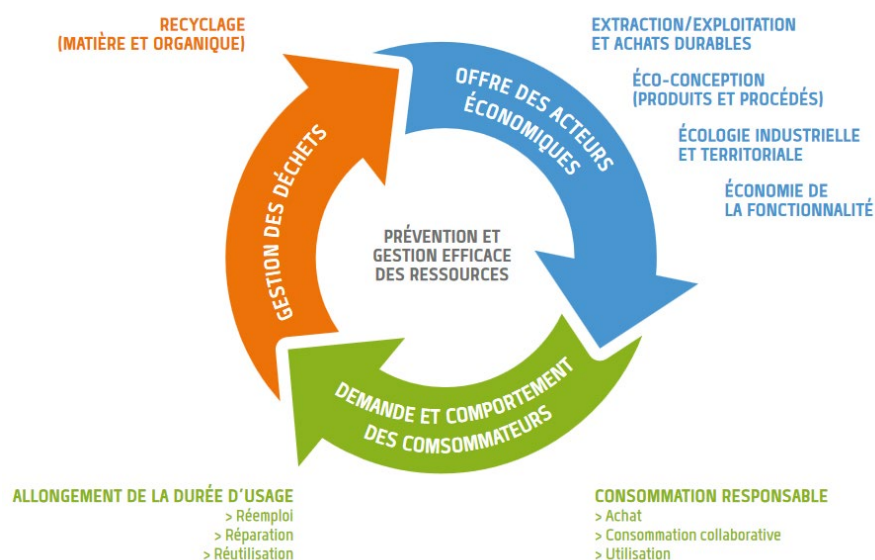 RECYCLAGE
(MATIÈRE ET ORGANIQUE)
EXTRACTION/EXPLOITATION
ET ACHATS DURABLES
ÉCO-CONCEPTION
(PRODUITS ET PROCÉDÉS)
ÉCOLOGIE INDUSTRIELLE
ET TERRITORIALE
ÉCONOMIE DE
LA FONCTIONNALITÉ
OFFRE DES ACTEURS
ÉCONOMIQUES
GESTION DES DÉCHETS
PRÉVENTION ET
GESTION EFFICACE
DES RESSOURCES
DEMANDE ET COMPORTEMENT
DES COMSOMMATEURS
ALLONGEMENT DE LA DURÉE D'USAGE
> Réemploi
> Réparation
> Réutilisation
CONSOMMATION RESPONSABLE
> Achat
> Consommation collaborative
> Utilisation